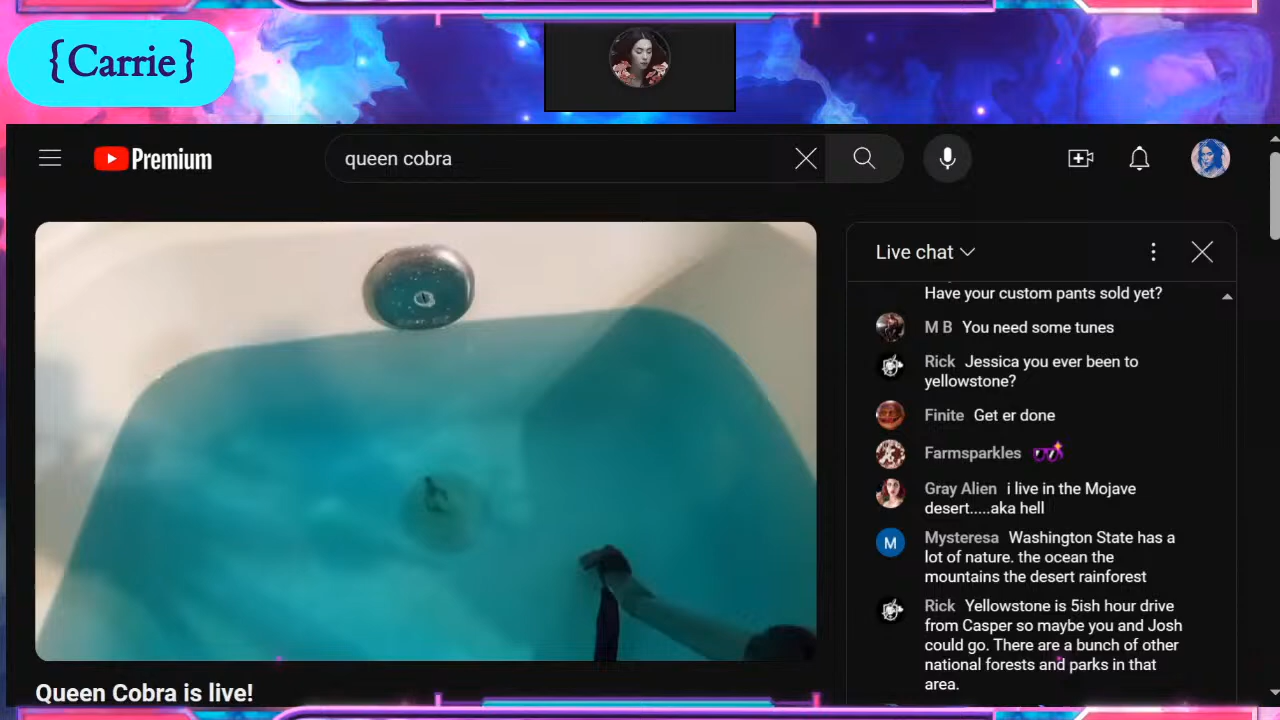 {Carrie}
Premium
queen cobra
Live chat
Have your custom pants sold yet?
M B You need some tunes
Rick Jessica you ever been to
yellowstone?
Finite Get er done
Farmsparkles
Gray Alien i live in the Mojave
desert.....aka hell
M
Mysteresa Washington State has a
lot of nature. the ocean the
mountains the desert rainforest
Rick Yellowstone is 5ish hour drive
from Casper so maybe you and Josh
could go. There are a bunch of other
national forests and parks in that
area.
Queen Cobra is live!